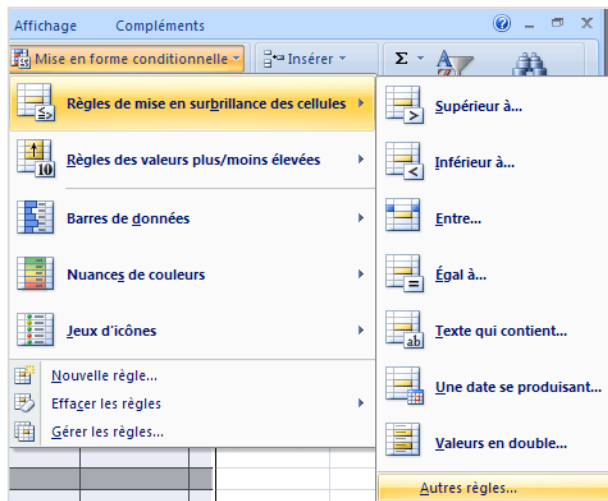 Affichage Compléments
Mise en forme conditionnelle Insérer Σ
Règles de mise en surbrillance des cellules
Règles des valeurs plus/moins élevées
Barres de données
Nuances de couleurs
Jeux d'icônes
Nouvelle règle...
Effacer les règles
Gérer les règles...
Supérieur à...
Inférieur à...
Entre...
Égal à...
Texte qui contient...
Une date se produisant...
Valeurs en double...
Autres règles...